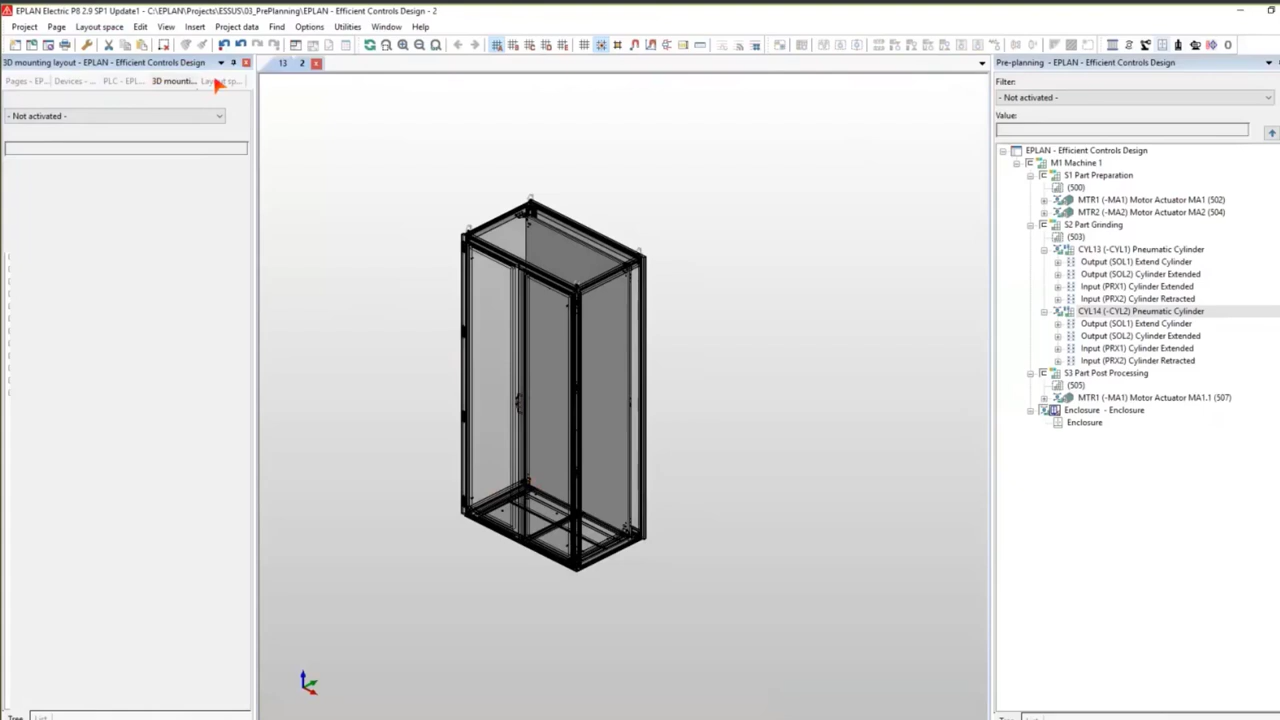 EPLAN Electric P8 2.9 SP1 Update1 - C:\EPLAN\Projects\ESSUS\03_PrePlanning\EPLAN - Efficient Controls Design - 2
Project Page Layout space Edit View Insert Project data Find Options Utilities Window Help
3D mounting layout - EPLAN - Efficient Controls Design
Pages - EP... Devices - ... PLC - EPL... 3D mounti... Layout sp...
- Not activated -
13 2
Pre-planning - EPLAN - Efficient Controls Design
Filter:
- Not activated -
Value:
EPLAN - Efficient Controls Design
M1 Machine 1
S1 Part Preparation
(500)
MTR1 (-MA1) Motor Actuator MA1 (502)
MTR2 (-MA2) Motor Actuator MA2 (504)
S2 Part Grinding
(503)
CYL13 (-CYL1) Pneumatic Cylinder
Output (SOL1) Extend Cylinder
Output (SOL2) Cylinder Extended
Input (PRX1) Cylinder Extended
Input (PRX2) Cylinder Retracted
CYL14 (-CYL2) Pneumatic Cylinder
Output (SOL1) Extend Cylinder
Output (SOL2) Cylinder Extended
Input (PRX1) Cylinder Extended
Input (PRX2) Cylinder Retracted
S3 Part Post Processing
(505)
MTR1 (-MA1) Motor Actuator MA1.1 (507)
Enclosure - Enclosure
Enclosure
Tree List